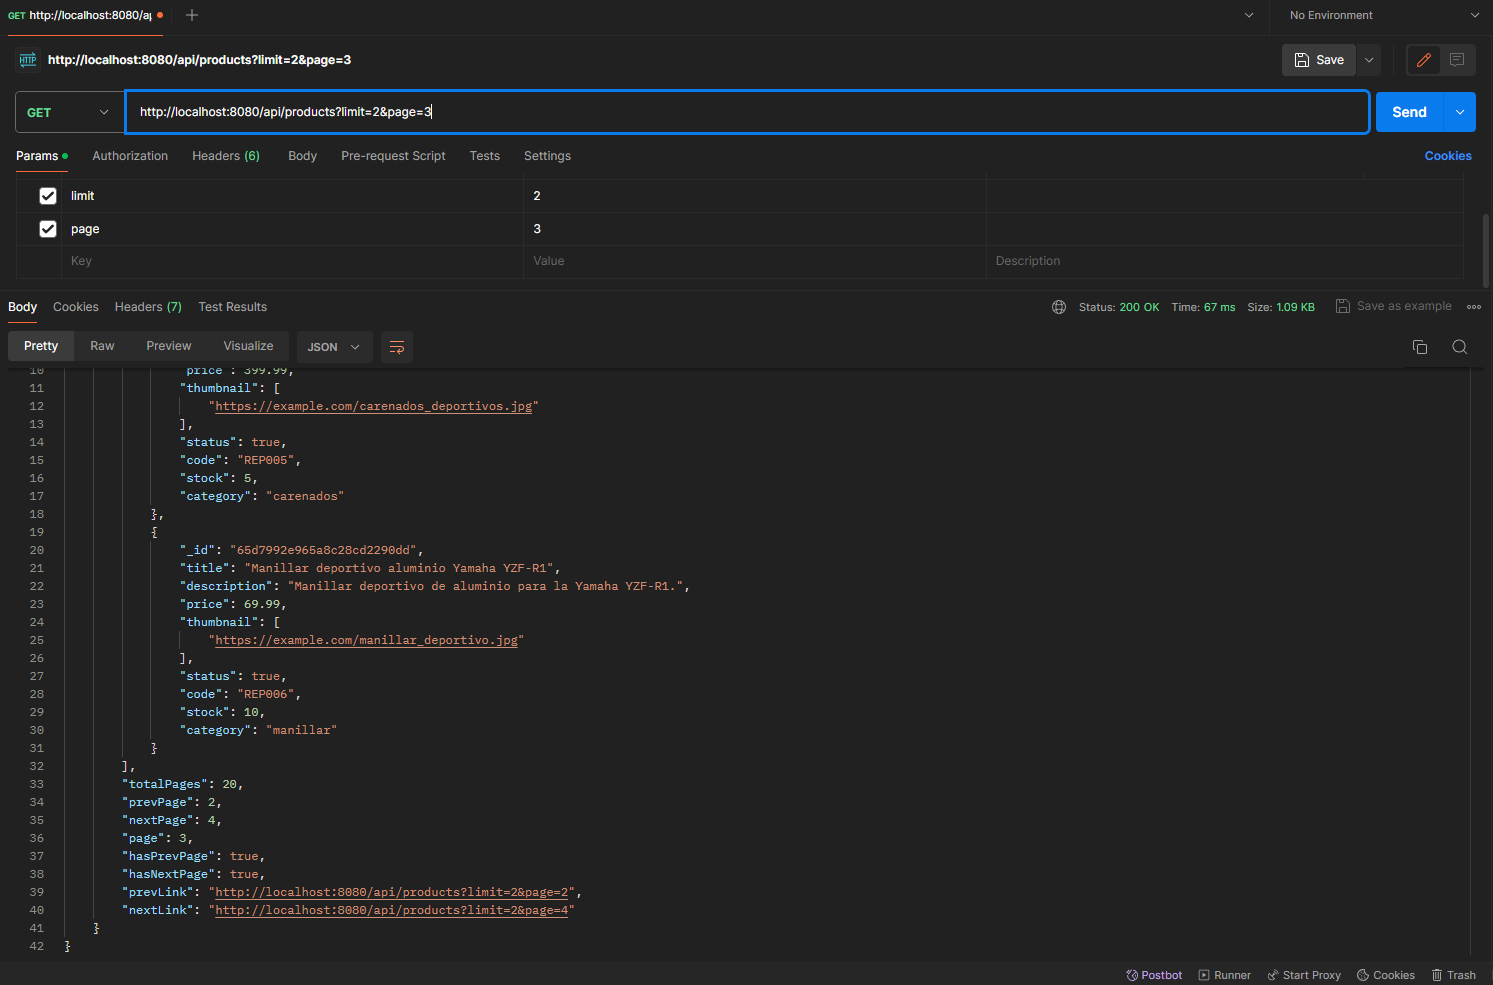 GET http://localhost:8080/ap
No Environment
HTTP http://localhost:8080/api/products?limit=2&page=3
Save
GET http://localhost:8080/api/products?limit=2&page=3 Send
Params Authorization Headers (6) Body Pre-request Script Tests Settings Cookies
limit 2
page 3
Key Value Description
Body Cookies Headers (7) Test Results Status: 200 OK Time: 67 ms Size: 1.09 KB Save as example
Pretty Raw Preview Visualize JSON
10 "price": 399.99,
11 "thumbnail": [
12 "https://example.com/carenados_deportivos.jpg"
13 ],
14 "status": true,
15 "code": "REP005",
16 "stock": 5,
17 "category": "carenados"
18 },
19 {
20 "_id": "65d7992e965a8c28cd2290dd",
21 "title": "Manillar deportivo aluminio Yamaha YZF-R1",
22 "description": "Manillar deportivo de aluminio para la Yamaha YZF-R1.",
23 "price": 69.99,
24 "thumbnail": [
25 "https://example.com/manillar_deportivo.jpg"
26 ],
27 "status": true,
28 "code": "REP006",
29 "stock": 10,
30 "category": "manillar"
31 }
32 ],
33 "totalPages": 20,
34 "prevPage": 2,
35 "nextPage": 4,
36 "page": 3,
37 "hasPrevPage": true,
38 "hasNextPage": true,
39 "prevLink": "http://localhost:8080/api/products?limit=2&page=2",
40 "nextLink": "http://localhost:8080/api/products?limit=2&page=4"
41 }
42 }
Postbot Runner Start Proxy Cookies Trash